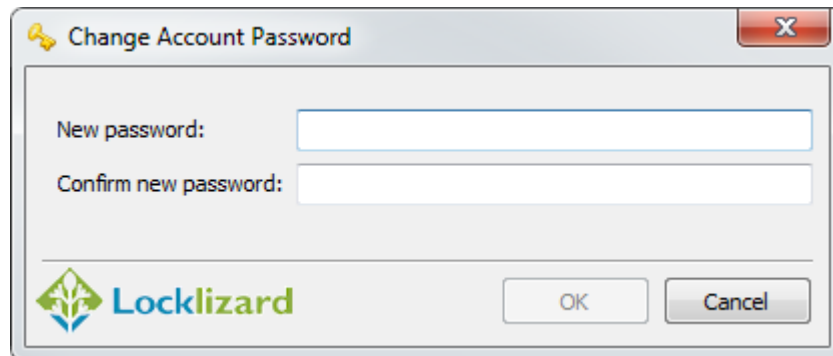 Change Account Password
New password:
Confirm new password:
Locklizard
OK
Cancel